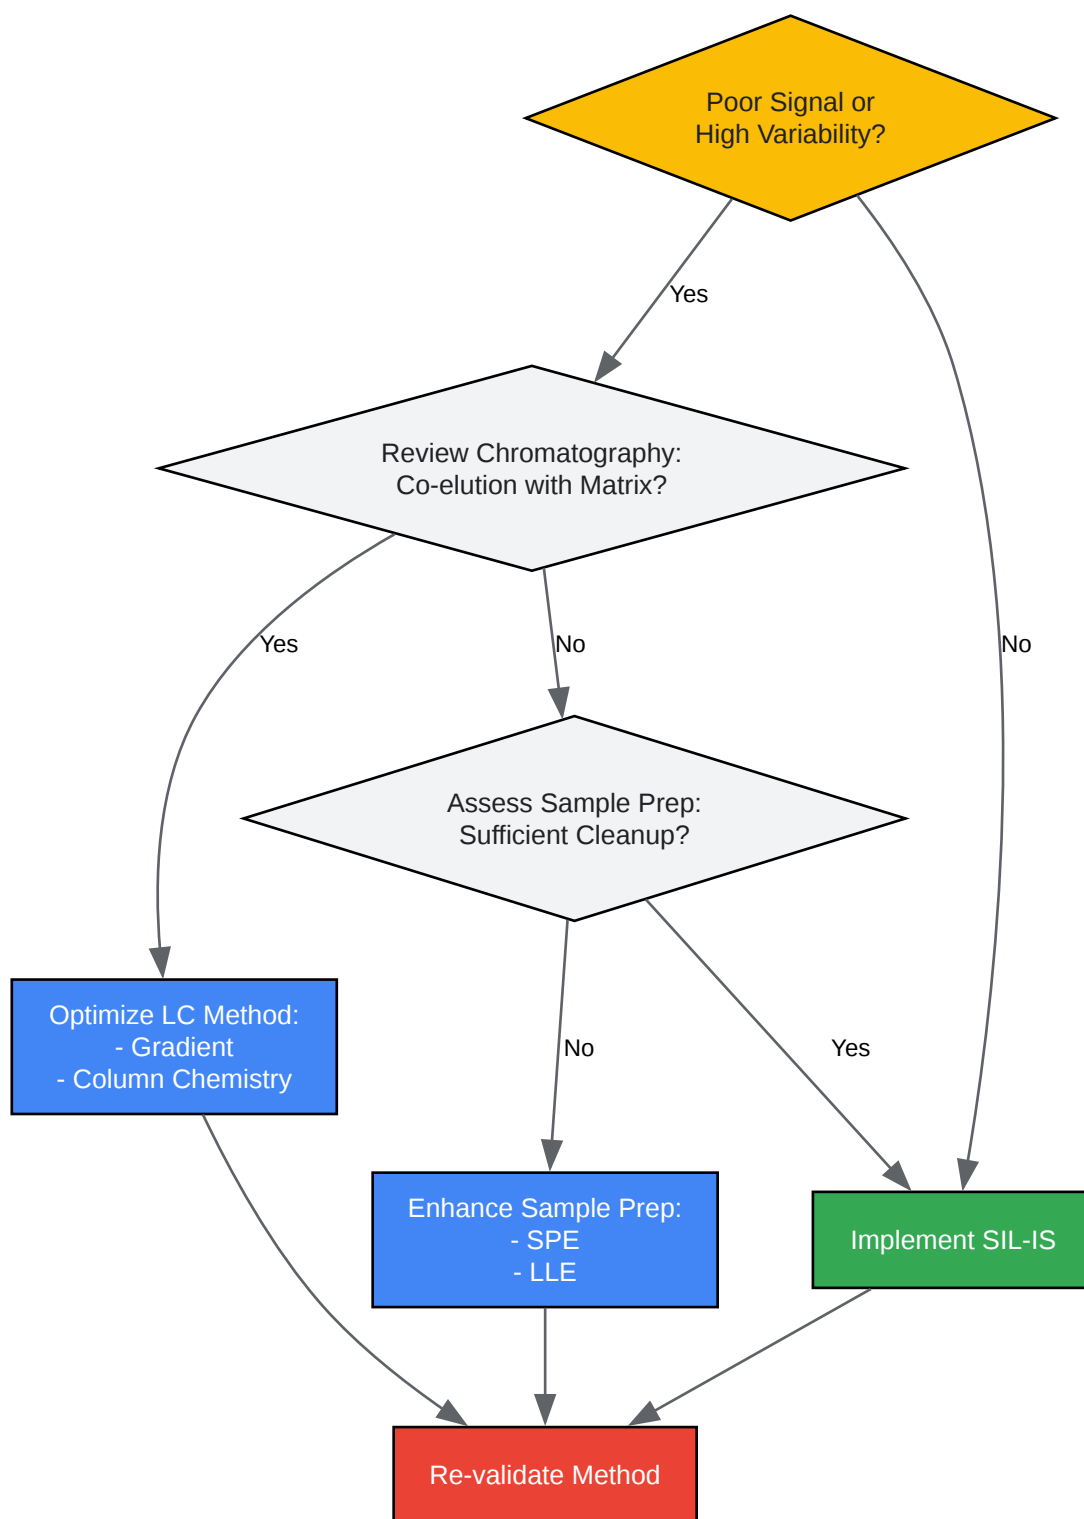 Poor Signal or
High Variability?
Yes
Review Chromatography:
Co-elution with Matrix?
Yes
No
No
Assess Sample Prep:
Sufficient Cleanup?
Optimize LC Method:
- Gradient
- Column Chemistry
No
Yes
Enhance Sample Prep:
- SPE
- LLE
Implement SIL-IS
Re-validate Method